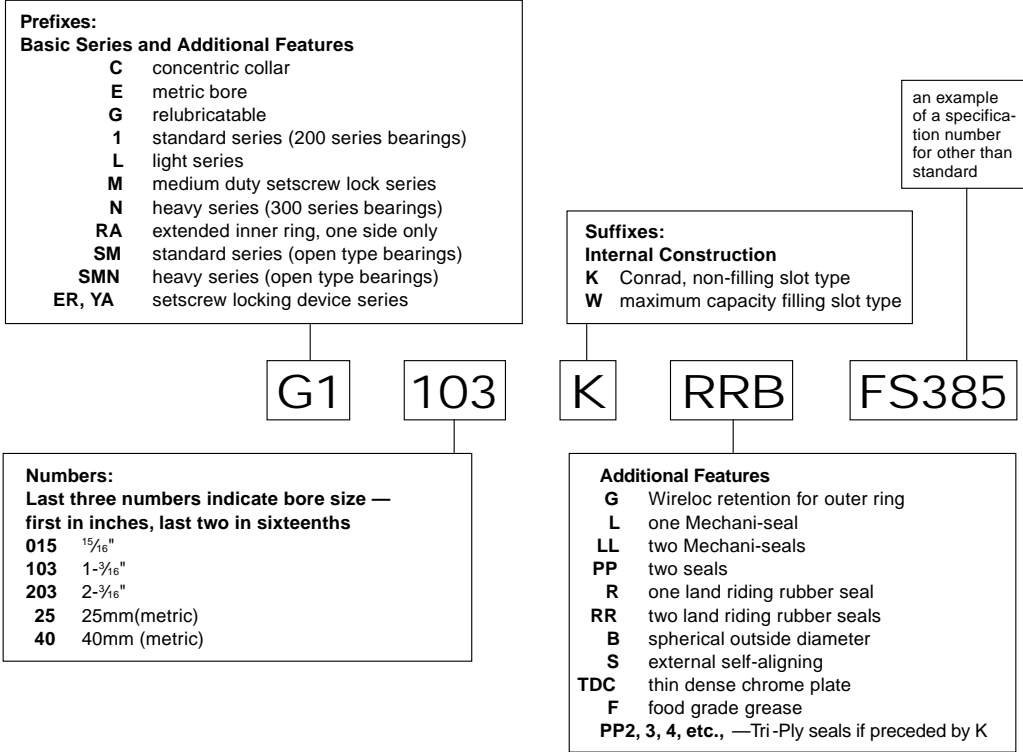 Prefixes:
Basic Series and Additional Features
C concentric collar
E metric bore
G relubricatable
1 standard series (200 series bearings)
L light series
M medium duty setscrew lock series
N heavy series (300 series bearings)
RA extended inner ring, one side only
SM standard series (open type bearings)
SMN heavy series (open type bearings)
ER, YA setscrew locking device series
an example
of a specifica-
tion number
for other than
standard
Suffixes:
Internal Construction
K Conrad, non-filling slot type
W maximum capacity filling slot type
G1 103 K RRB FS385
Numbers:
Last three numbers indicate bore size —
first in inches, last two in sixteenths
015 15⁄16"
103 1-3⁄16"
203 2-3⁄16"
25 25mm(metric)
40 40mm (metric)
Additional Features
G Wireloc retention for outer ring
L one Mechani-seal
LL two Mechani-seals
PP two seals
R one land riding rubber seal
RR two land riding rubber seals
B spherical outside diameter
S external self-aligning
TDC thin dense chrome plate
F food grade grease
PP2, 3, 4, etc., —Tri-Ply seals if preceded by K